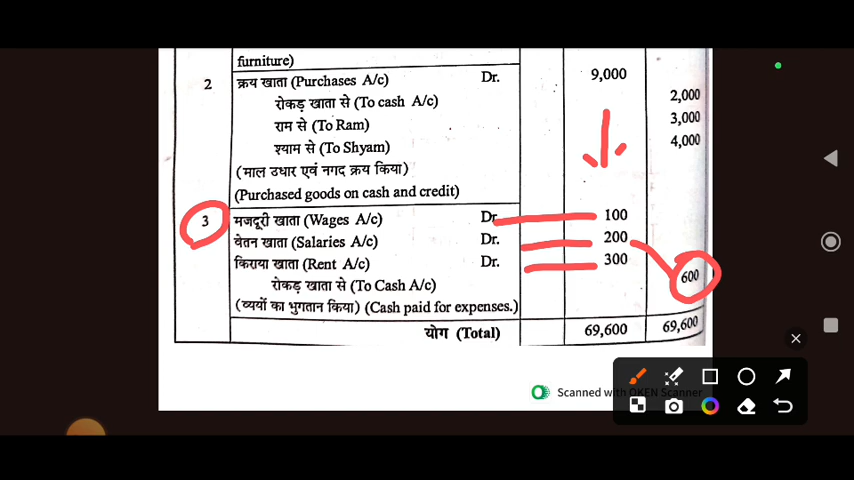 furniture)
2 क्रय खाता (Purchases A/c) Dr. 9,000
रोकड़ खाता से (To cash A/c) 2,000
राम से (To Ram) 3,000
श्याम से (To Shyam) 4,000
(माल उधार एवं नगद क्रय किया)
(Purchased goods on cash and credit)
3 मजदूरी खाता (Wages A/c) Dr. 100
वेतन खाता (Salaries A/c) Dr. 200
किराया खाता (Rent A/c) Dr. 300
रोकड़ खाता से (To Cash A/c) 600
(व्ययों का भुगतान किया) (Cash paid for expenses.)
योग (Total) 69,600 69,600
Scanned with OKEN Scanner